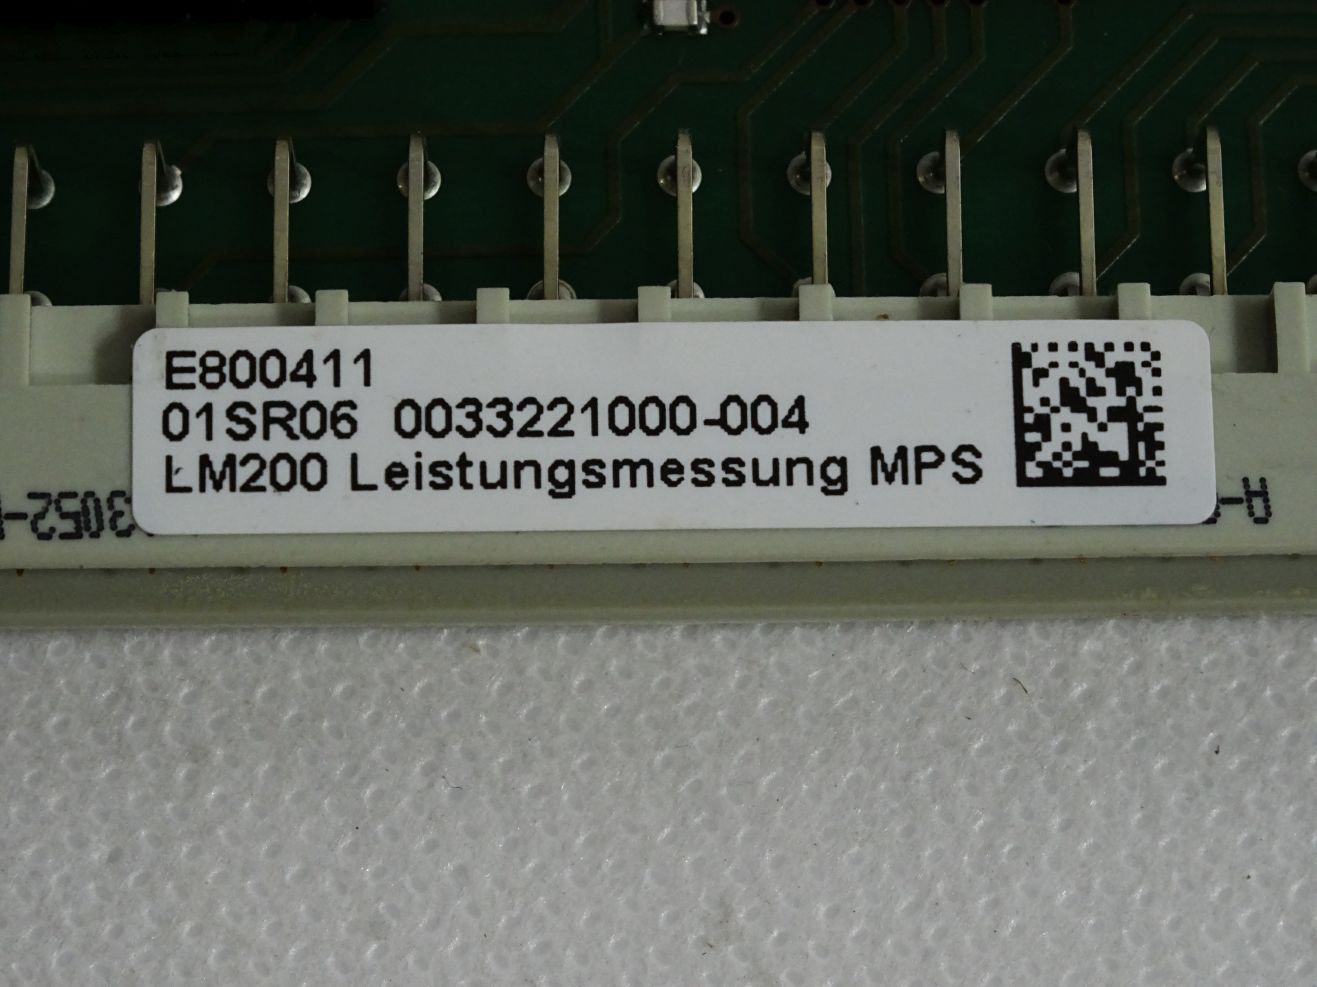 E800411
01SR06 0033221000-004
LM200 Leistungsmessung MPS